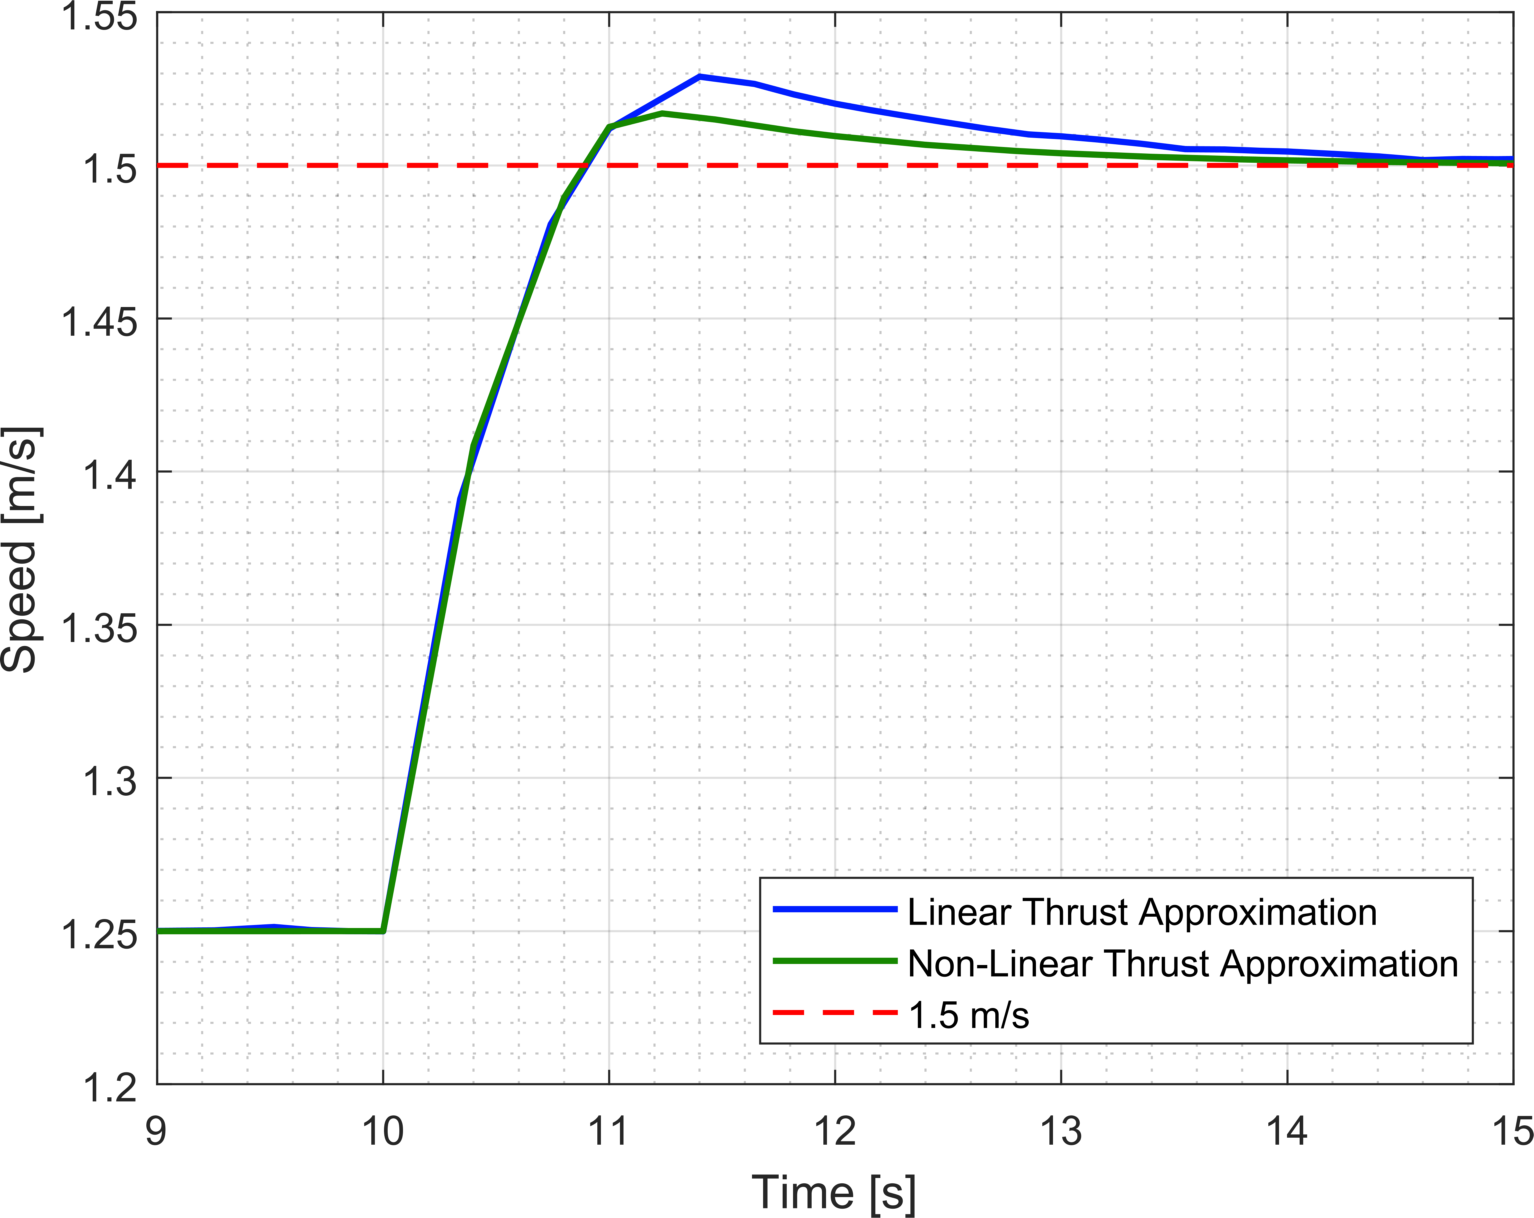 1.55
1.5
1.45
1.4
1.35
1.3
1.25
1.2
Speed [m/s]
Linear Thrust Approximation
Non-Linear Thrust Approximation
1.5 m/s
9 10 11 12 13 14 15
Time [s]